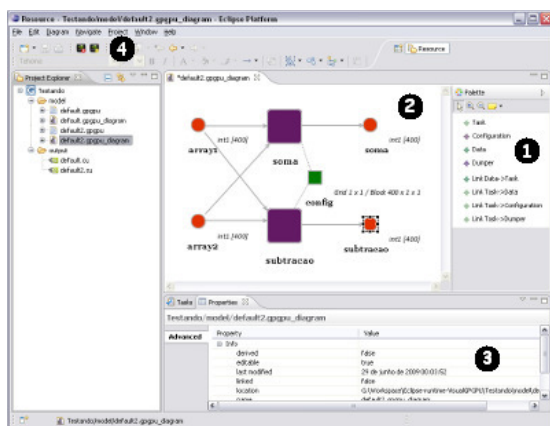 Resource - Testando/model/default2.gpgpu_diagram - Eclipse Platform
File Edit Diagram Navigate Project Window Help
4
Tahoma
Resource
Project Explorer
Testando
model
default.gpgpu
default.gpgpu_diagram
default2.gpgpu
default2.gpgpu_diagram
output
default.cu
default2.cu
*default2.gpgpu_diagram
2
array1
int1 [400]
soma
soma
int1 [400]
config
Grid 1 x 1 / Block 400 x 1 x 1
array2
int1 [400]
subtracao
subtracao
int1 [400]
Palette
1
Task
Configuration
Data
Dumper
Link Data->Task
Link Task->Data
Link Task->Configuration
Link Task->Dumper
Tasks Properties
Testando/model/default2.gpgpu_diagram
Advanced
Property Value
Info
derived false
editable true
last modified 29 de junho de 2009
linked false
location
name default2.gpgpu_diagram
3
Testando/model/default2.gpgpu_diagram